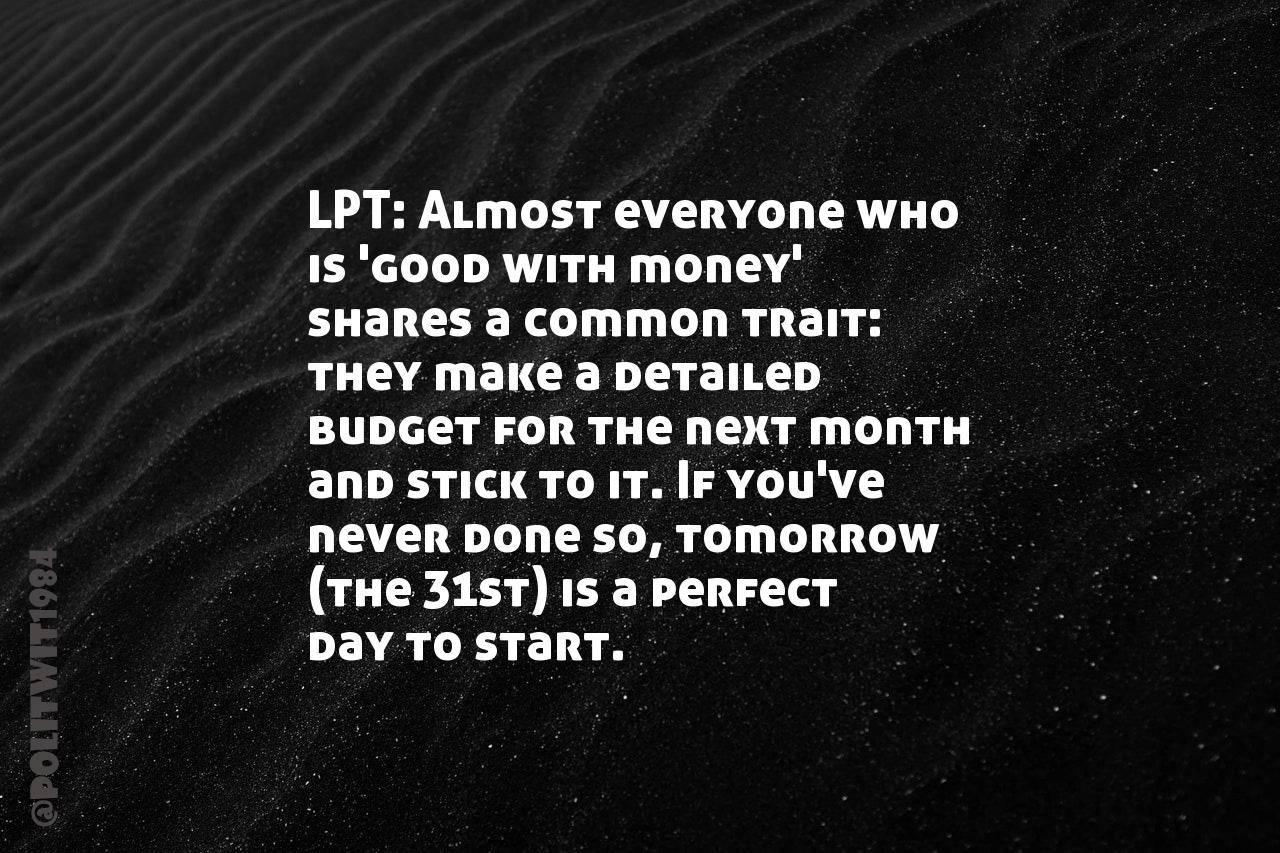 LPT: Almost everyone who
is 'good with money'
shares a common trait:
they make a detailed
budget for the next month
and stick to it. If you've
never done so, tomorrow
(the 31st) is a perfect
day to start.
@politwit1984